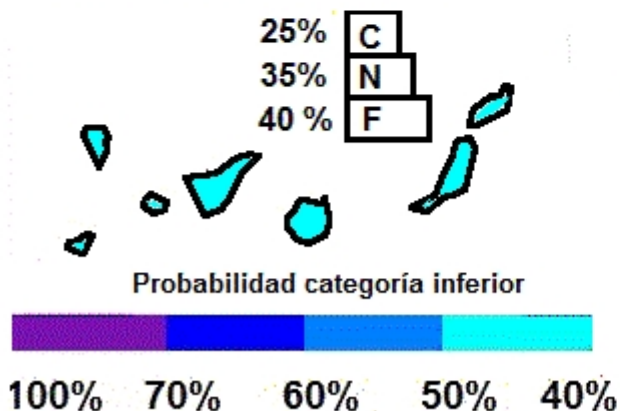 25% C
35% N
40 % F
Probabilidad categoría inferior
100% 70% 60% 50% 40%